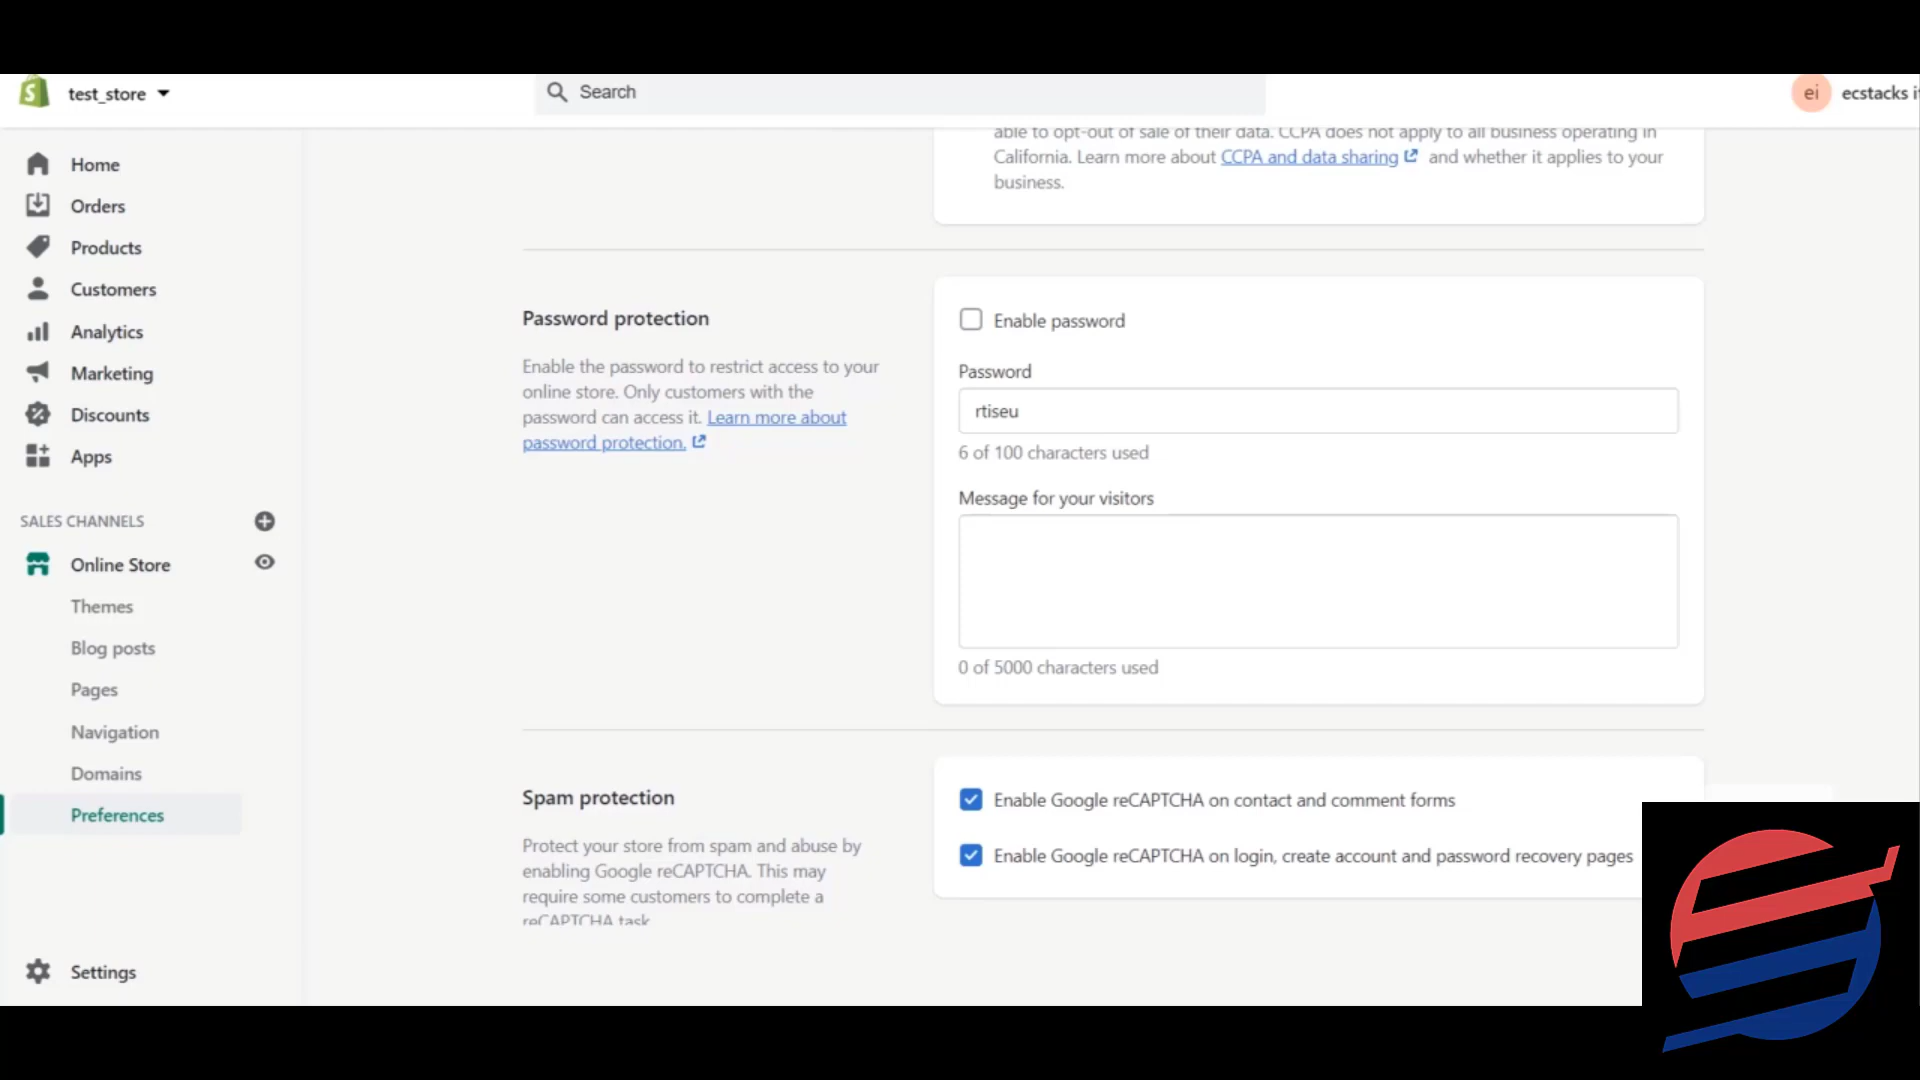 test_store
Search
ei
ecstacks it
Home
Orders
Products
Customers
Analytics
Marketing
Discounts
Apps
SALES CHANNELS
Online Store
Themes
Blog posts
Pages
Navigation
Domains
Preferences
Settings
able to opt-out of sale of their data. CCPA does not apply to all business operating in
California. Learn more about CCPA and data sharing and whether it applies to your
business.
Password protection
Enable the password to restrict access to your
online store. Only customers with the
password can access it. Learn more about
password protection.
Enable password
Password
rtiseu
6 of 100 characters used
Message for your visitors
0 of 5000 characters used
Spam protection
Protect your store from spam and abuse by
enabling Google reCAPTCHA. This may
require some customers to complete a
reCAPTCHA task
Enable Google reCAPTCHA on contact and comment forms
Enable Google reCAPTCHA on login, create account and password recovery pages